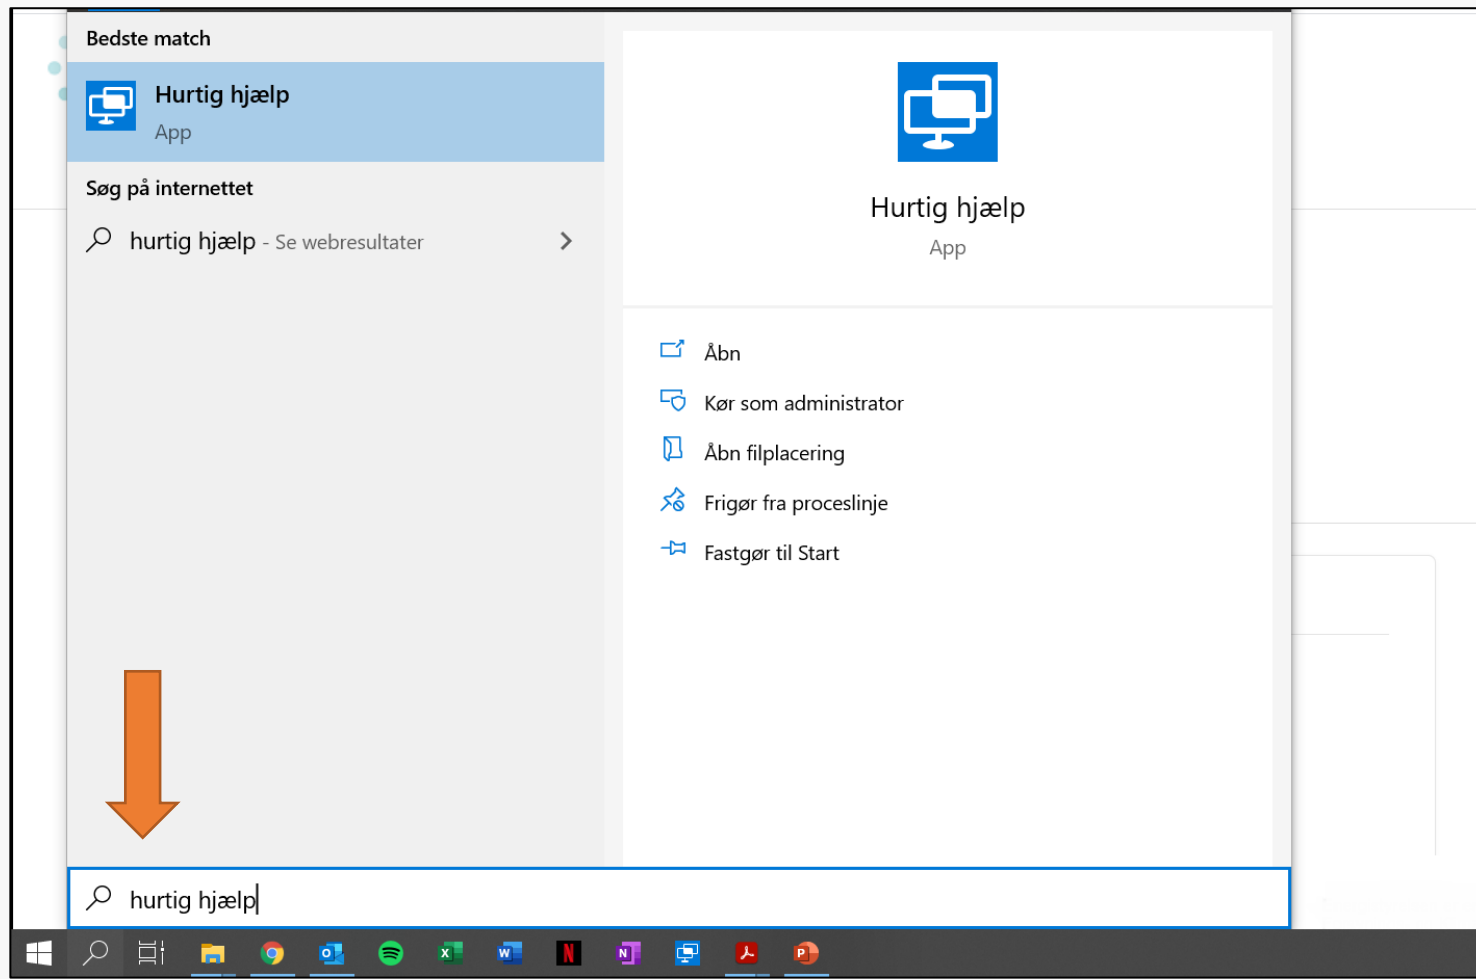 Bedste match
Hurtig hjælp
App
Søg på internettet
hurtig hjælp - Se webresultater
Hurtig hjælp
App
Åbn
Kør som administrator
Åbn filplacering
Frigør fra proceslinje
Fastgør til Start
hurtig hjælp